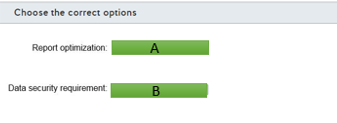 Choose the correct options
Report optimization: A
Data security requirement: B